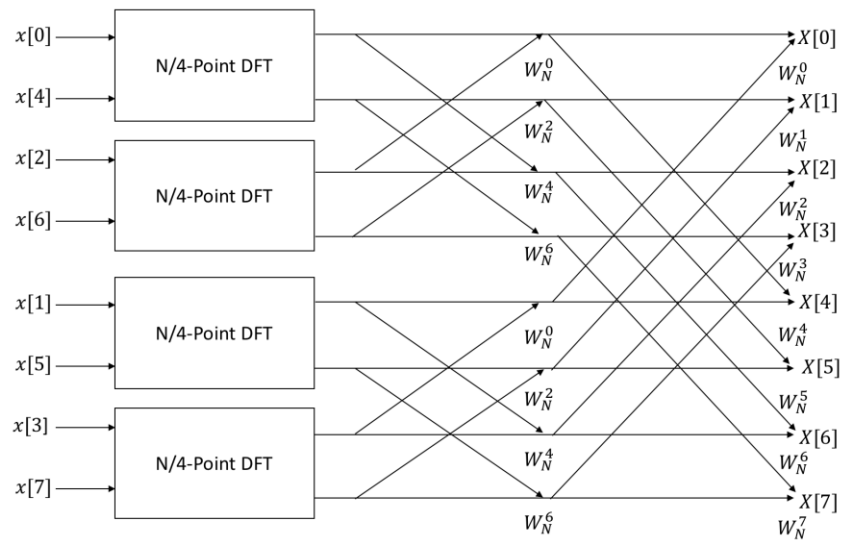 x[0]
x[4]
N/4-Point DFT
x[2]
x[6]
N/4-Point DFT
x[1]
x[5]
N/4-Point DFT
x[3]
x[7]
N/4-Point DFT
W_N^0
W_N^2
W_N^4
W_N^6
W_N^0
W_N^2
W_N^4
W_N^6
X[0]
W_N^0
X[1]
W_N^1
X[2]
W_N^2
X[3]
W_N^3
X[4]
W_N^4
X[5]
W_N^5
X[6]
W_N^6
X[7]
W_N^7